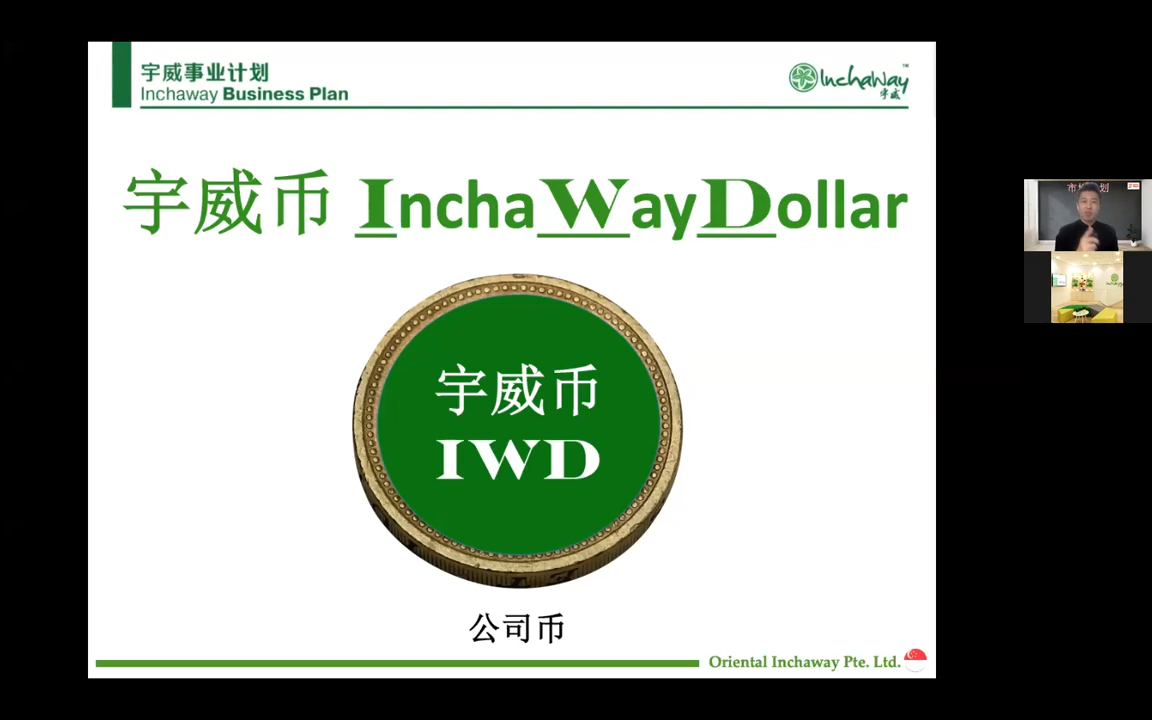 宇威事业计划
Inchaway Business Plan
InchaWay™
宇威
宇威币 InchaWayDollar
宇威币
IWD
公司币
Oriental Inchaway Pte. Ltd.